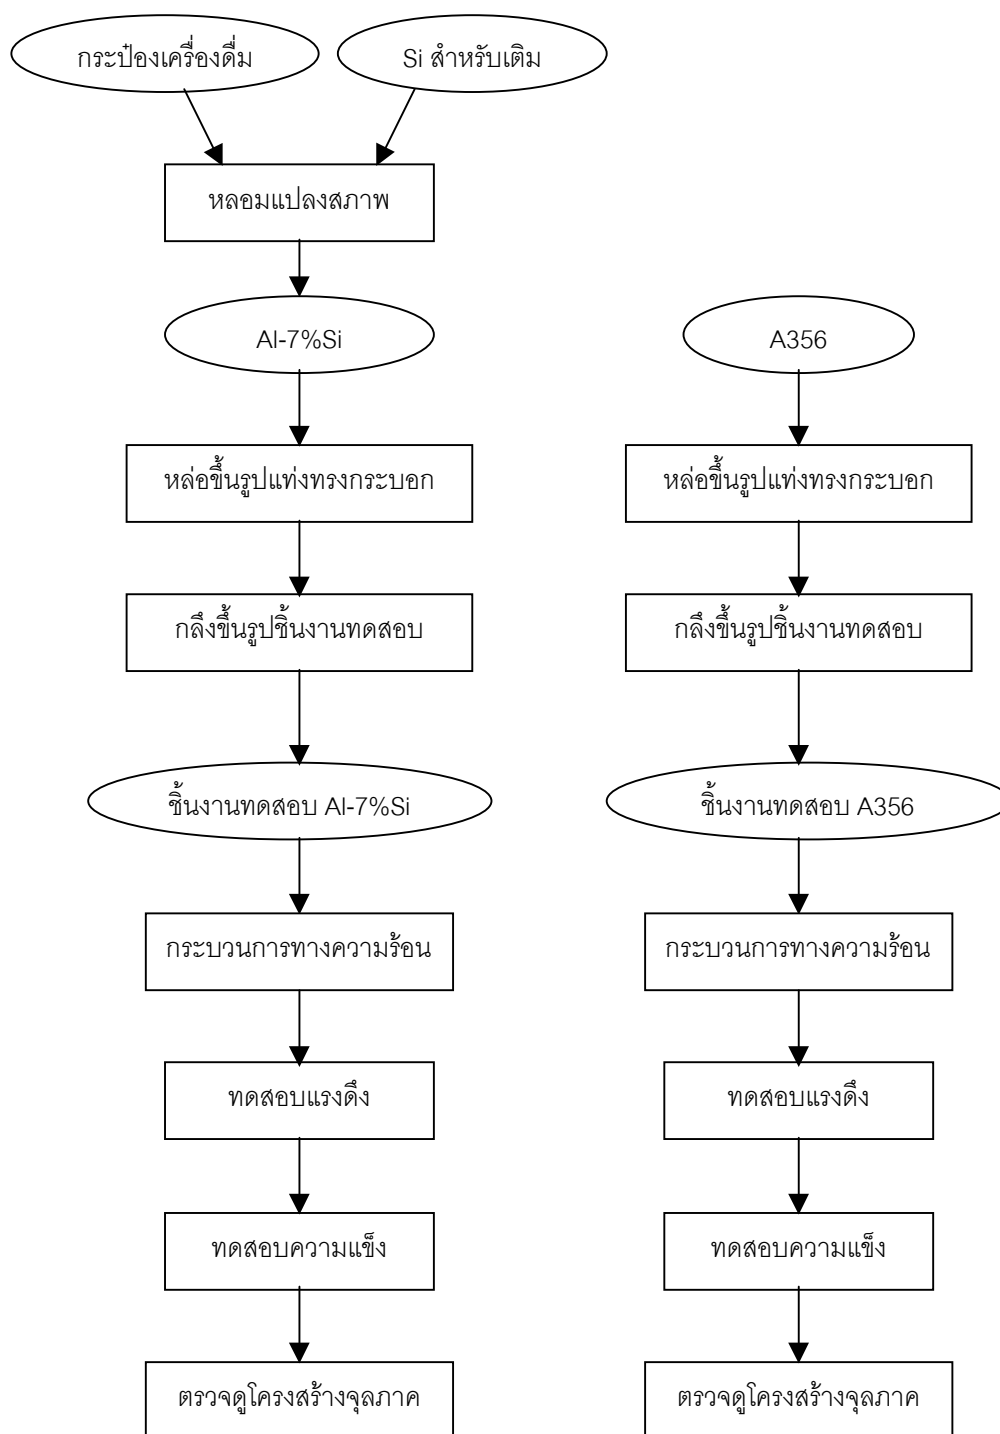 กระป๋องเครื่องดื่ม
Si สำหรับเติม
หลอมแปลงสภาพ
Al-7%Si
A356
หล่อขึ้นรูปแท่งทรงกระบอก
หล่อขึ้นรูปแท่งทรงกระบอก
กลึงขึ้นรูปชิ้นงานทดสอบ
กลึงขึ้นรูปชิ้นงานทดสอบ
ชิ้นงานทดสอบ Al-7%Si
ชิ้นงานทดสอบ A356
กระบวนการทางความร้อน
กระบวนการทางความร้อน
ทดสอบแรงดึง
ทดสอบแรงดึง
ทดสอบความแข็ง
ทดสอบความแข็ง
ตรวจดูโครงสร้างจุลภาค
ตรวจดูโครงสร้างจุลภาค